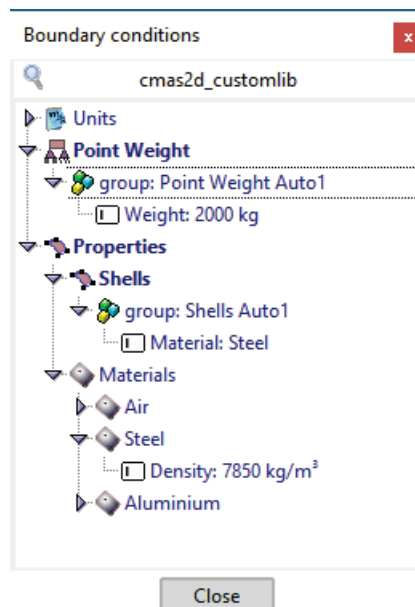 Boundary conditions
x
cmas2d_customlib
Units
Point Weight
group: Point Weight Auto1
Weight: 2000 kg
Properties
Shells
group: Shells Auto1
Material: Steel
Materials
Air
Steel
Density: 7850 kg/m³
Aluminium
Close